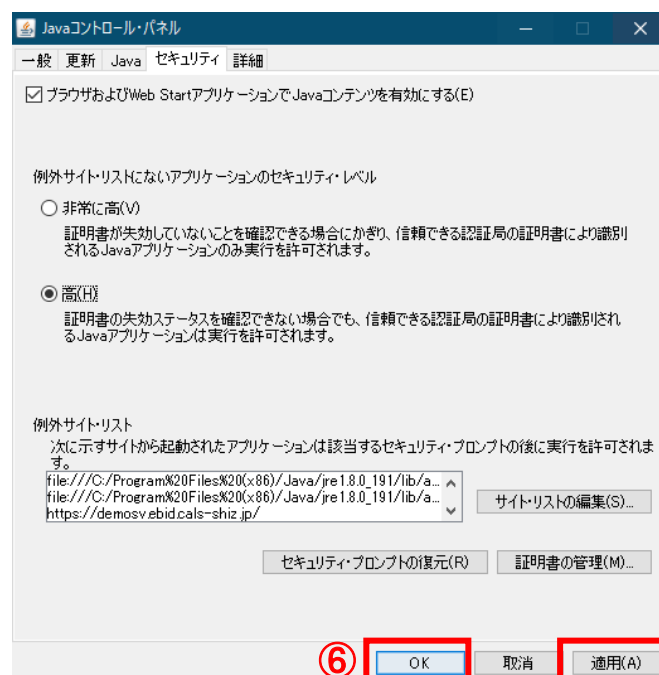 Javaコントロール・パネル
一般 更新 Java セキュリティ 詳細
ブラウザおよびWeb StartアプリケーションでJavaコンテンツを有効にする(E)
例外サイト・リストにないアプリケーションのセキュリティ・レベル
非常に高(V)
証明書が失効していないことを確認できる場合にかぎり、信頼できる認証局の証明書により識別
されるJavaアプリケーションのみ実行を許可されます。
高(H)
証明書の失効ステータスを確認できない場合でも、信頼できる認証局の証明書により識別され
るJavaアプリケーションは実行を許可されます。
例外サイト・リスト
次に示すサイトから起動されたアプリケーションは該当するセキュリティ・プロンプトの後に実行を許可されま
す。
file:///C:/Program%20Files%20(x86)/Java/jre1.8.0_191/lib/a...
file:///C:/Program%20Files%20(x86)/Java/jre1.8.0_191/lib/a...
https://demosv.ebid.cals-shiz.jp/
サイト・リストの編集(S)...
セキュリティ・プロンプトの復元(R) 証明書の管理(M)...
⑥ OK 取消 適用(A)